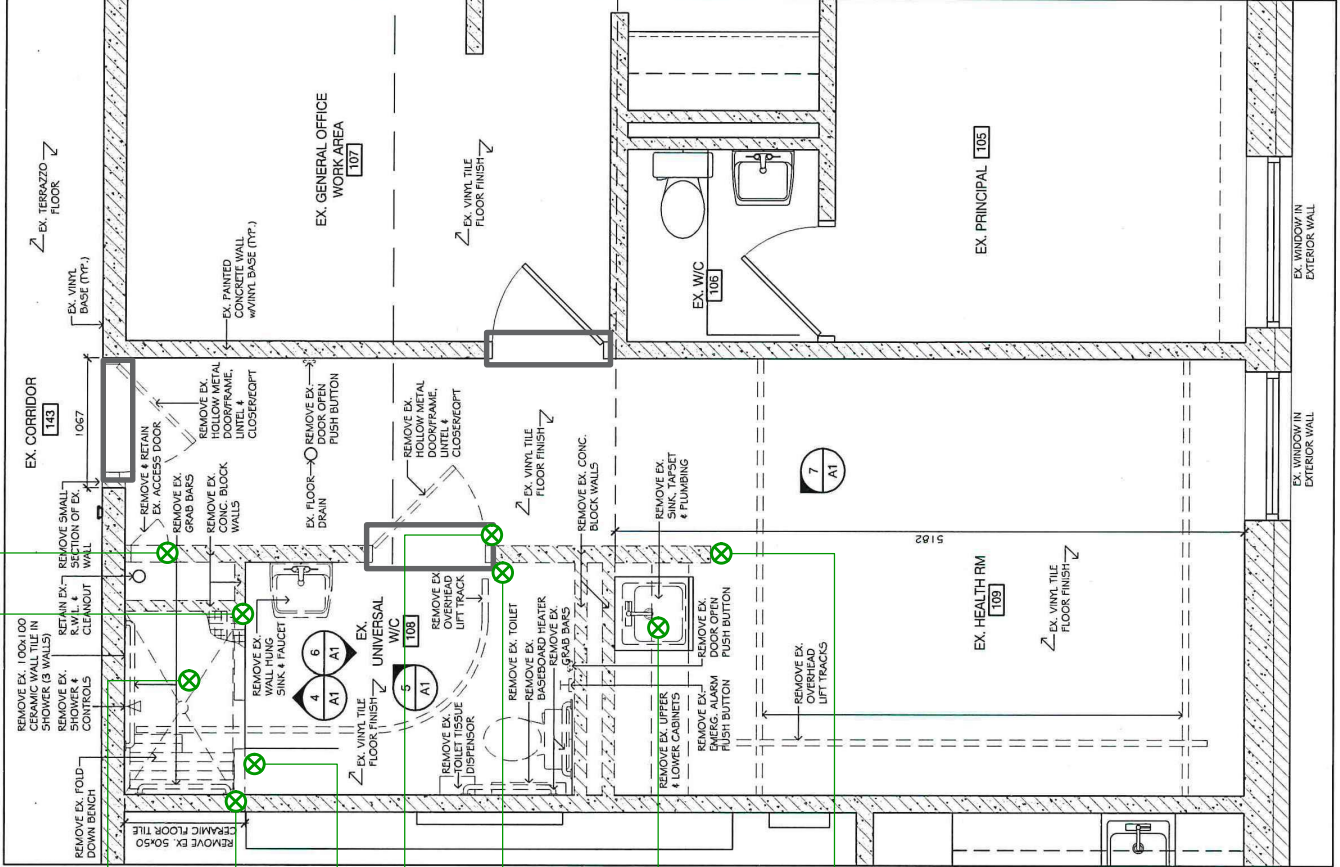 EX. TERRAZZO
FLOOR
EX. VINYL
BASE (TYP.)
EX. CORRIDOR
143
1067
EX. PAINTED
CONCRETE WALL
W/VINYL BASE (TYP.)
EX. GENERAL OFFICE
WORK AREA
107
EX. VINYL TILE
FLOOR FINISH
EX. W/C
106
EX. PRINCIPAL
105
EX. WINDOW IN
EXTERIOR WALL
EX. WINDOW IN
EXTERIOR WALL
REMOVE EX.
HOLLOW METAL
DOOR/FRAME,
LINTEL &
CLOSER/EQPT
REMOVE & RETAIN
EX. ACCESS DOOR
REMOVE EX.
GRAB BARS
REMOVE EX.
CONC. BLOCK
WALLS
REMOVE SMALL
SECTION OF EX.
WALL
RETAIN EX.
R.W.L. &
CLEANOUT
REMOVE EX. 100x100
CERAMIC WALL TILE IN
SHOWER (3 WALLS)
REMOVE EX.
SHOWER &
CONTROLS
REMOVE EX. FOLD
DOWN BENCH
REMOVE EX. 50x50
CERAMIC FLOOR TILE
REMOVE EX.
DOOR OPEN
PUSH BUTTON
EX. FLOOR
DRAIN
REMOVE EX.
HOLLOW METAL
DOOR/FRAME,
LINTEL &
CLOSER/EQPT
REMOVE EX.
WALL HUNG
SINK & FAUCET
4
A1
6
A1
5
A1
EX.
UNIVERSAL
W/C
108
EX. VINYL TILE
FLOOR FINISH
REMOVE EX.
OVERHEAD
LIFT TRACK
REMOVE EX.
TOILET TISSUE
DISPENSOR
REMOVE EX. TOILET
REMOVE EX.
BASEBOARD HEATER
REMOVE EX.
GRAB BARS
EX. VINYL TILE
FLOOR FINISH
REMOVE EX. CONC.
BLOCK WALLS
REMOVE EX.
SINK, TAPSET
& PLUMBING
REMOVE EX. UPPER
& LOWER CABINETS
REMOVE EX.
EMERG. ALARM
PUSH BUTTON
REMOVE EX.
DOOR OPEN
PUSH BUTTON
7
A1
5182
REMOVE EX.
OVERHEAD
LIFT TRACKS
EX. HEALTH RM
109
EX. VINYL TILE
FLOOR FINISH